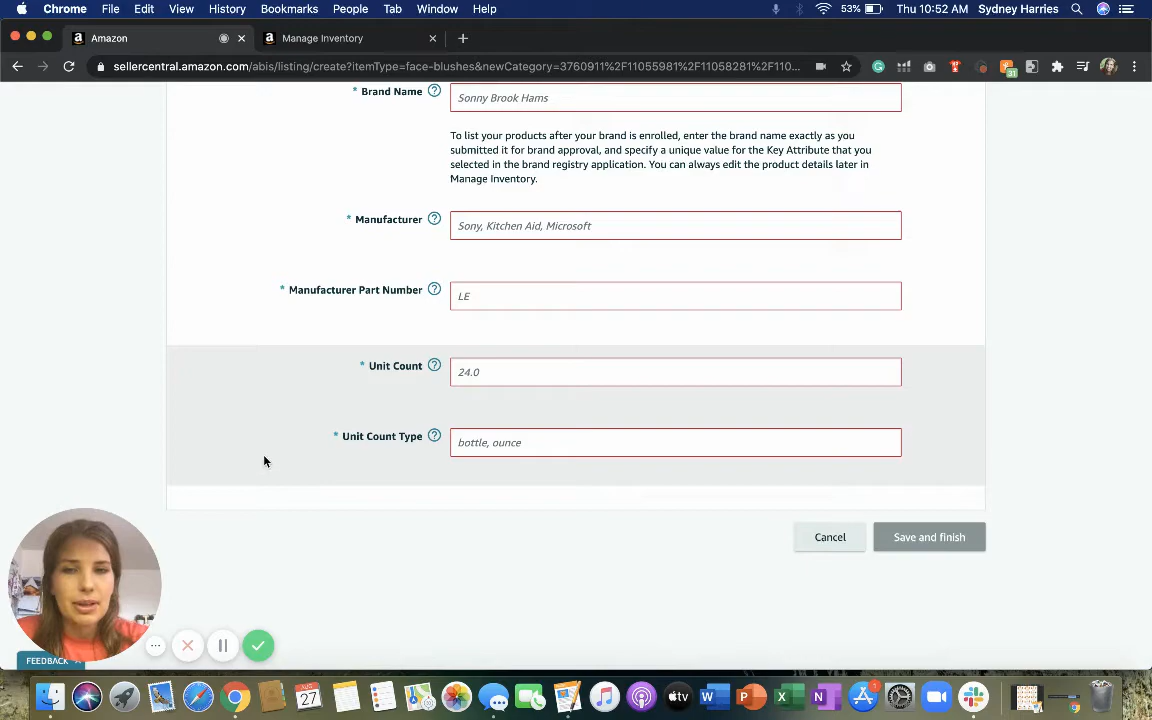 Chrome File Edit View History Bookmarks People Tab Window Help 53% Thu 10:52 AM Sydney Harries
Amazon Manage Inventory
sellercentral.amazon.com/abis/listing/create?itemType=face-blushes&newCategory=3760911%2F11055981%2F11058281%2F110...
31
* Brand Name ? Sonny Brook Hams
To list your products after your brand is enrolled, enter the brand name exactly as you
submitted it for brand approval, and specify a unique value for the Key Attribute that you
selected in the brand registry application. You can always edit the product details later in
Manage Inventory.
* Manufacturer ? Sony, Kitchen Aid, Microsoft
* Manufacturer Part Number ? LE
* Unit Count ? 24.0
* Unit Count Type ? bottle, ounce
Cancel Save and finish
FEEDBACK
27
tv
1